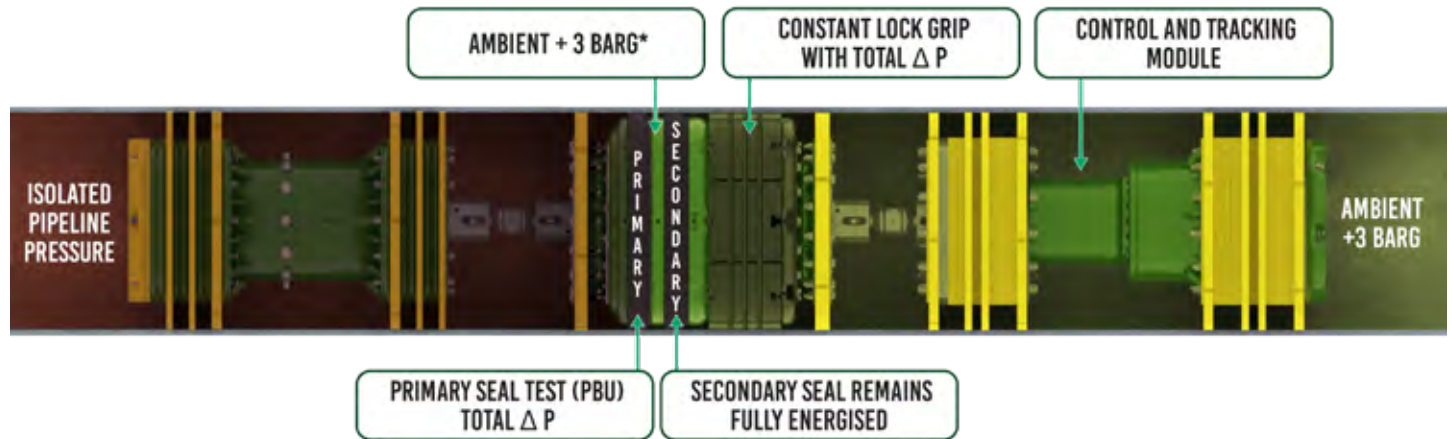 AMBIENT + 3 BARG*
CONSTANT LOCK GRIP
WITH TOTAL Δ P
CONTROL AND TRACKING
MODULE
ISOLATED
PIPELINE
PRESSURE
PRIMARY
SECONDARY
AMBIENT
+3 BARG
PRIMARY SEAL TEST (PBU)
TOTAL Δ P
SECONDARY SEAL REMAINS
FULLY ENERGISED